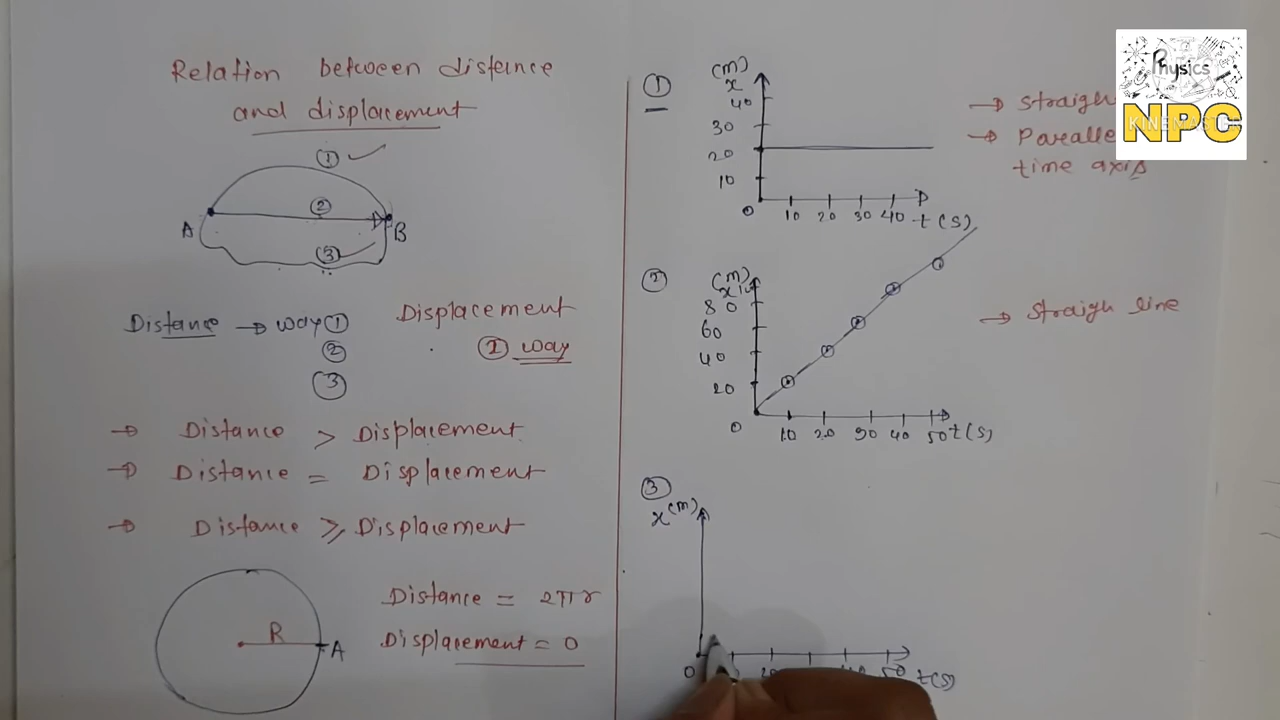 Relation between distance
and displacement
①
②
A
B
③
Distance → way ①
②
③
Displacement
① way
→ Distance > Displacement
→ Distance = Displacement
→ Distance ⩾ Displacement
R
A
Distance = 2πr
Displacement = 0
①
(m)
x
40
30
20
10
0
10 20 30 40 t(s)
→
→
time axis
②
(m)
80
60
40
20
0
10 20 30 40 50 t(s)
→ Straigh line
③
x(m)
0
50 t(s)
Physics
NPC
KINEMASTER